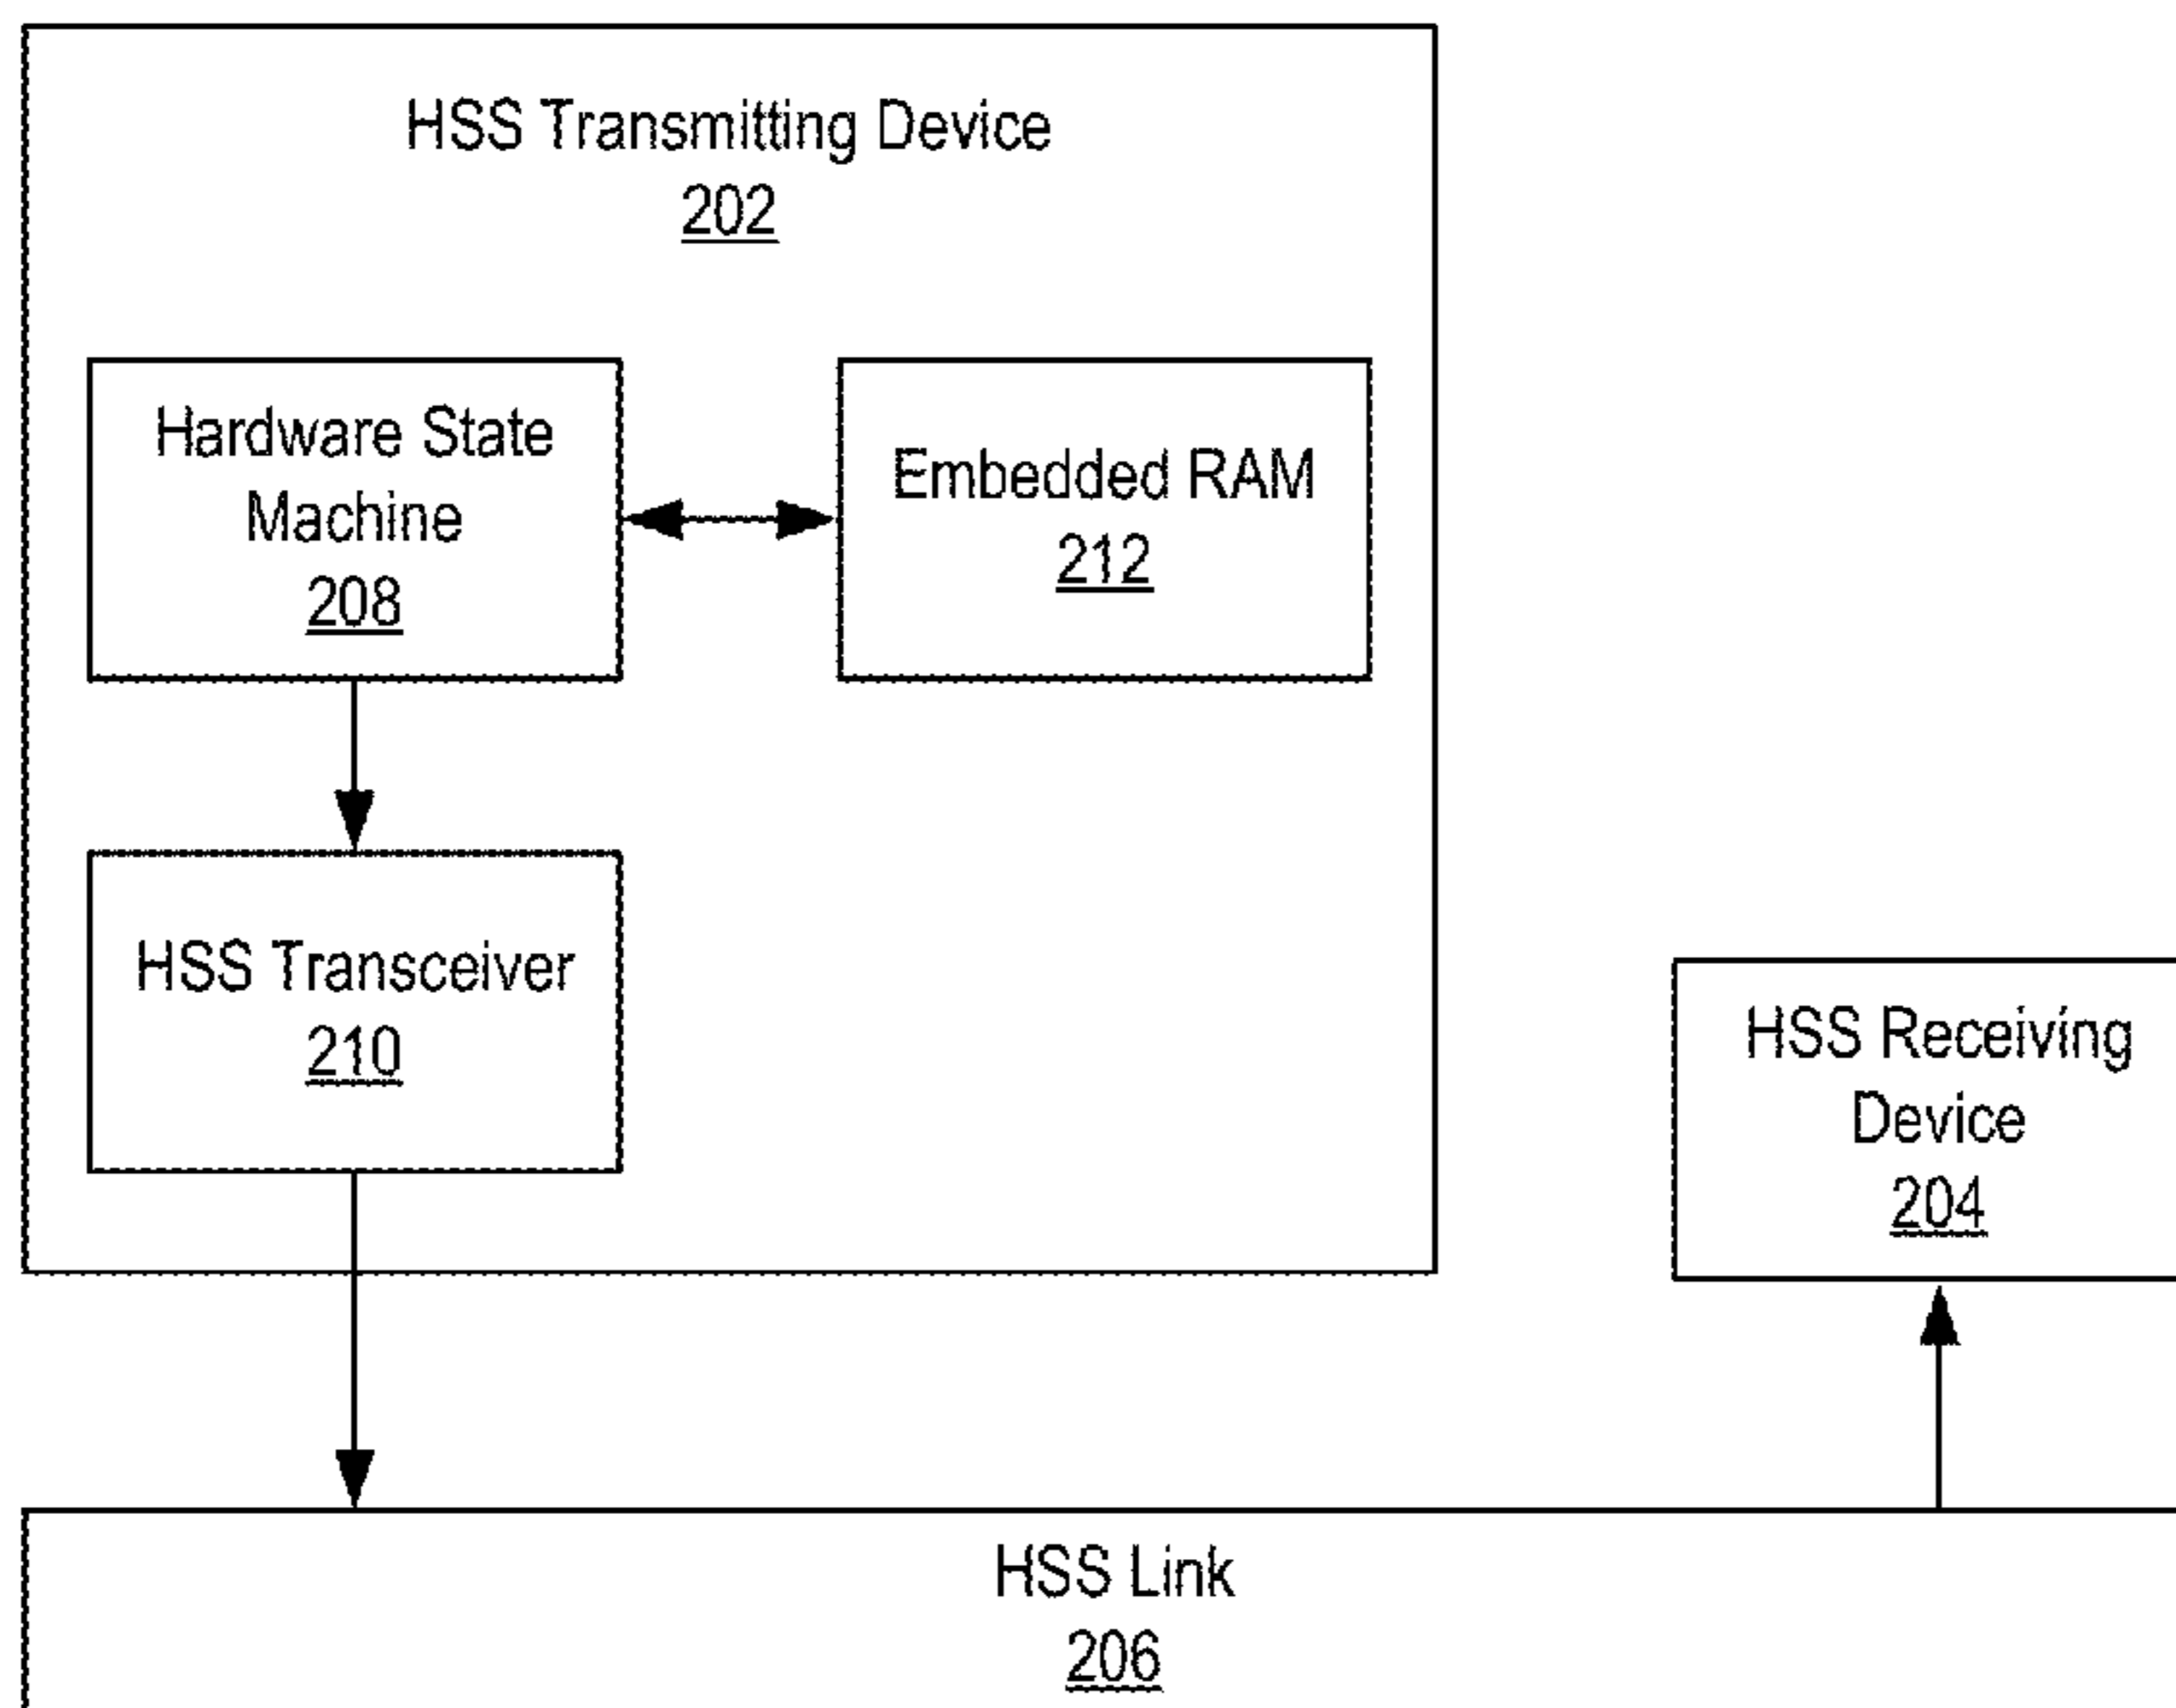 HSS Transmitting Device
202
Hardware State
Machine
208
Embedded RAM
212
HSS Transceiver
210
HSS Receiving
Device
204
HSS Link
206